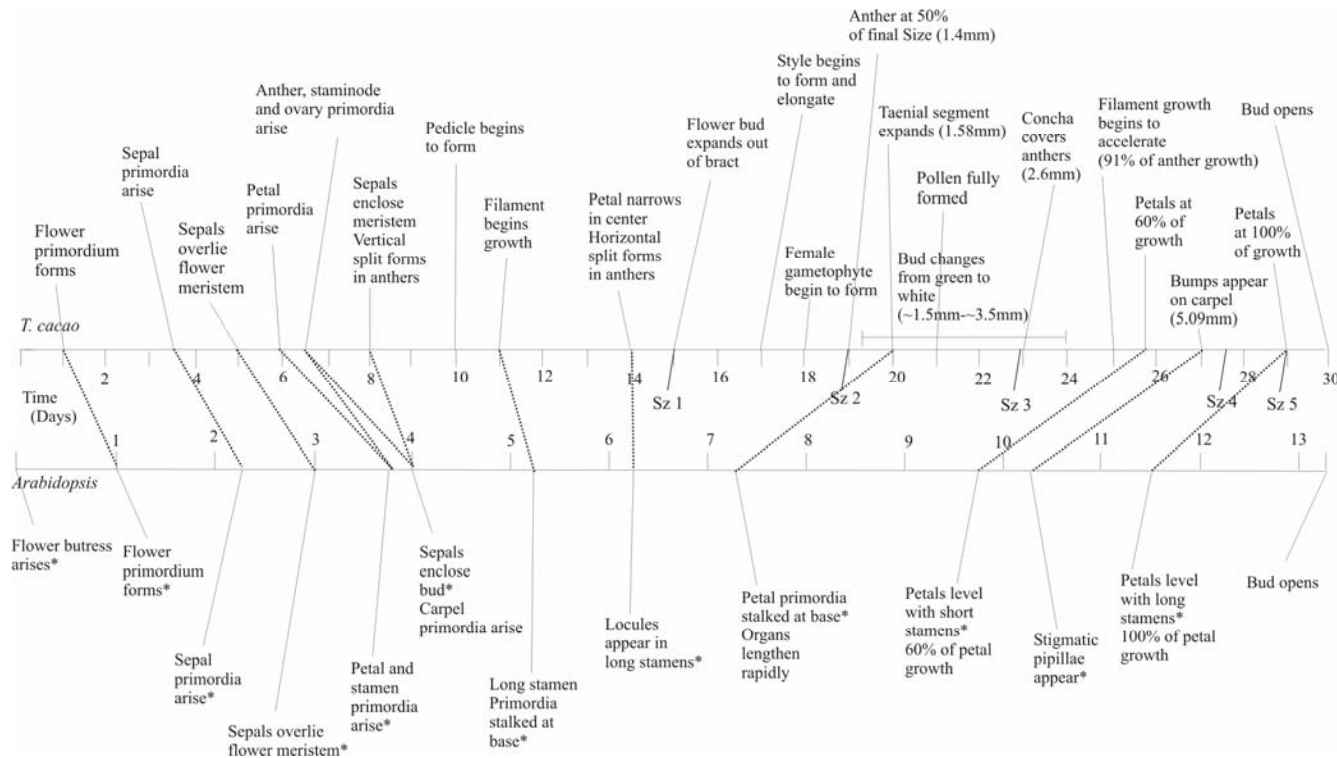 Anther at 50%
of final Size (1.4mm)
Style begins
to form and
elongate
Anther, staminode
and ovary primordia
arise
Taenial segment
expands (1.58mm)
Concha
covers
anthers
(2.6mm)
Filament growth
begins to
accelerate
(91% of anther growth)
Bud opens
Pedicle begins
to form
Flower bud
expands out
of bract
Sepal
primordia
arise
Petal
primordia
arise
Sepals
enclose
meristem
Vertical
split forms
in anthers
Filament
begins
growth
Petal narrows
in center
Horizontal
split forms
in anthers
Pollen fully
formed
Petals at
60% of
growth
Petals
at 100%
of growth
Flower
primordium
forms
Sepals
overlie
flower
meristem
Female
gametophyte
begin to form
Bud changes
from green to
white
(~1.5mm-~3.5mm)
Bumps appear
on carpel
(5.09mm)
T. cacao
2 4 6 8 10 12 14 16 18 20 22 24 26 28 30
Sz 1 Sz 2 Sz 3 Sz 4 Sz 5
Time
(Days)
1 2 3 4 5 6 7 8 9 10 11 12 13
Arabidopsis
Flower butress
arises*
Flower
primordium
forms*
Sepal
primordia
arise*
Sepals overlie
flower meristem*
Petal and
stamen
primordia
arise*
Sepals
enclose
bud*
Carpel
primordia arise
Long stamen
Primordia
stalked at
base*
Locules
appear in
long stamens*
Petal primordia
stalked at base*
Organs
lengthen
rapidly
Petals level
with short
stamens*
60% of petal
growth
Stigmatic
pipillae
appear*
Petals level
with long
stamens*
100% of petal
growth
Bud opens